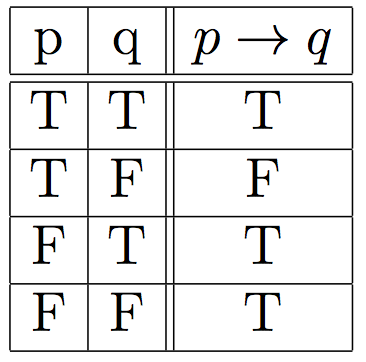 p q p → q
T T T
T F F
F T T
F F T